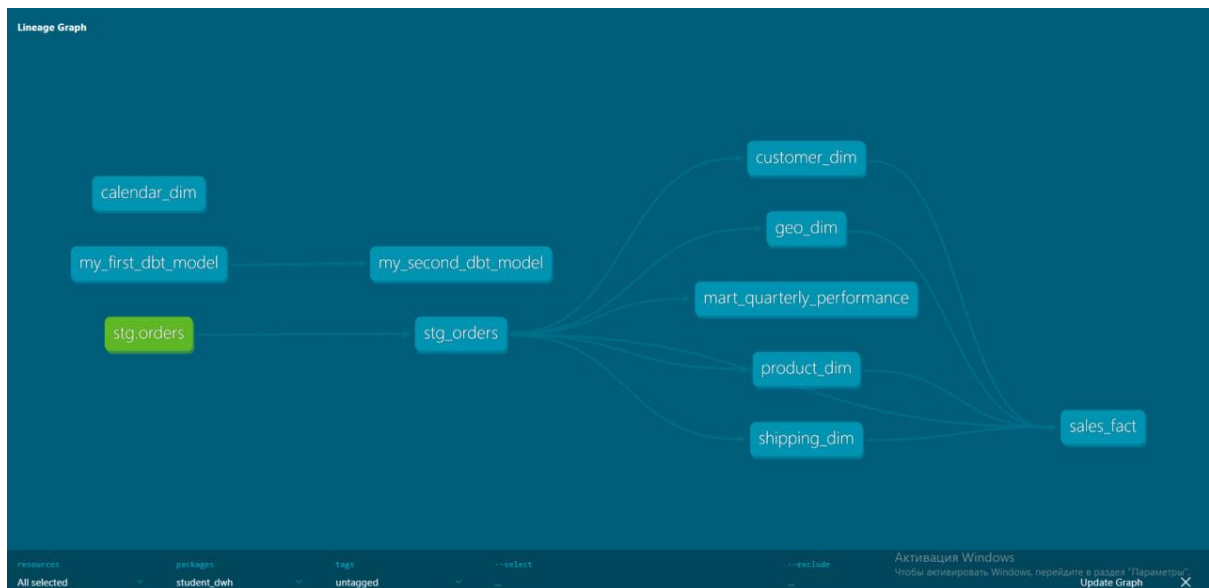 Lineage Graph
customer_dim
calendar_dim
geo_dim
my_first_dbt_model
my_second_dbt_model
mart_quarterly_performance
stg.orders
stg_orders
product_dim
sales_fact
shipping_dim
Активация Windows
Чтобы активировать Windows, перейдите в раздел "Параметры".
resources packages tags --select --exclude
All selected student_dwh untagged ... ... Update Graph